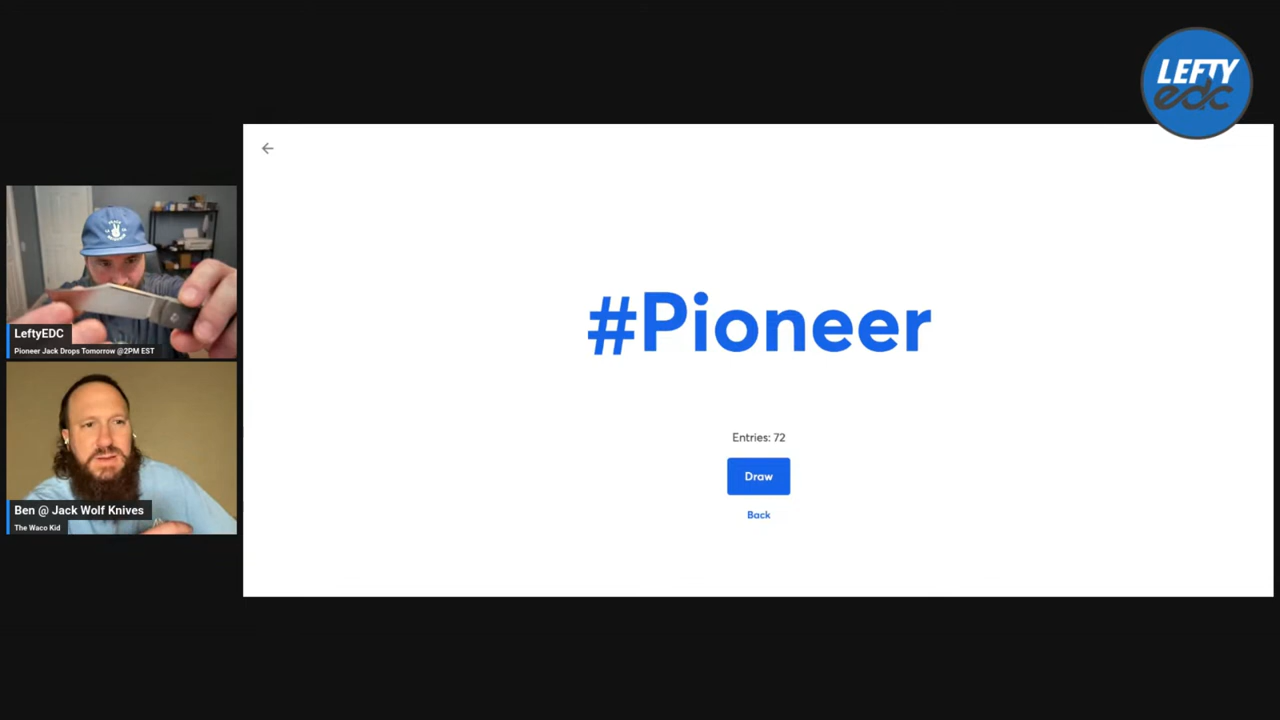 LEFTY
edc
#Pioneer
Entries: 72
Draw
Back
LeftyEDC
Pioneer Jack Drops Tomorrow @2PM EST
Ben @ Jack Wolf Knives
The Waco Kid